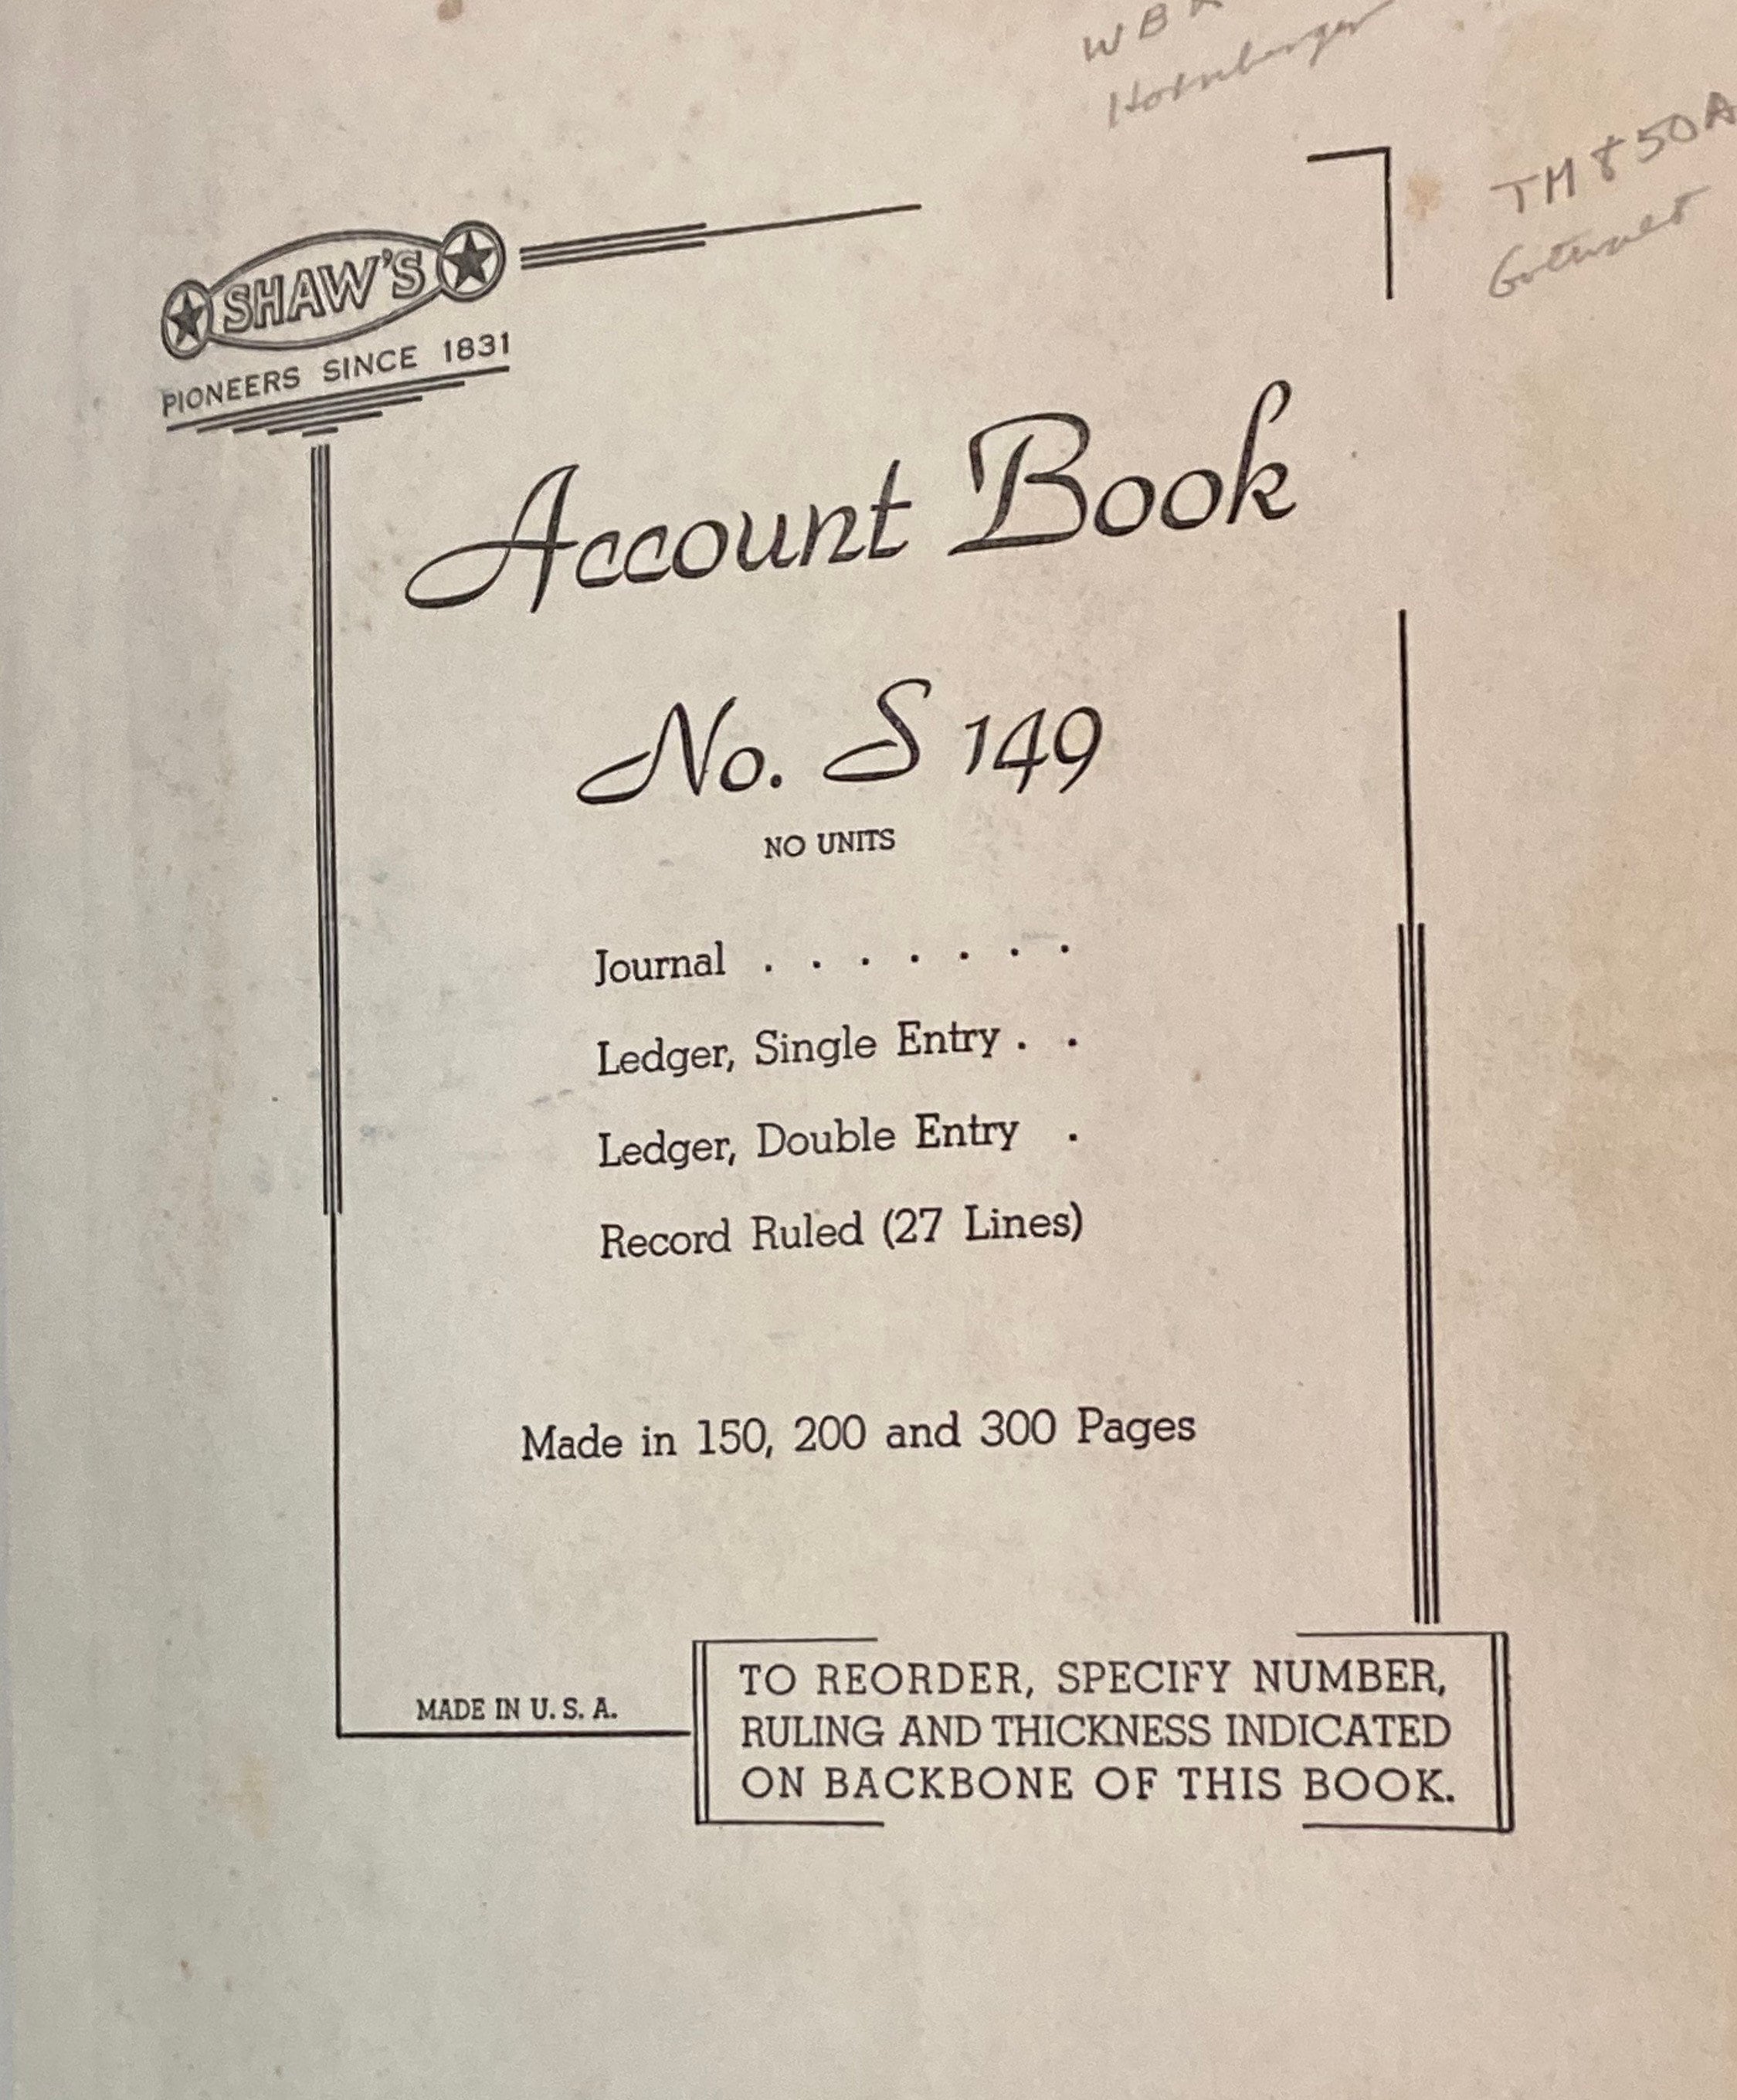 WB
Hornberger
TM 850A
SHAW'S
PIONEERS SINCE 1831
Account Book
No. S 149
NO UNITS
Journal . . . . . . .
Ledger, Single Entry . .
Ledger, Double Entry .
Record Ruled (27 Lines)
Made in 150, 200 and 300 Pages
MADE IN U. S. A.
TO REORDER, SPECIFY NUMBER,
RULING AND THICKNESS INDICATED
ON BACKBONE OF THIS BOOK.